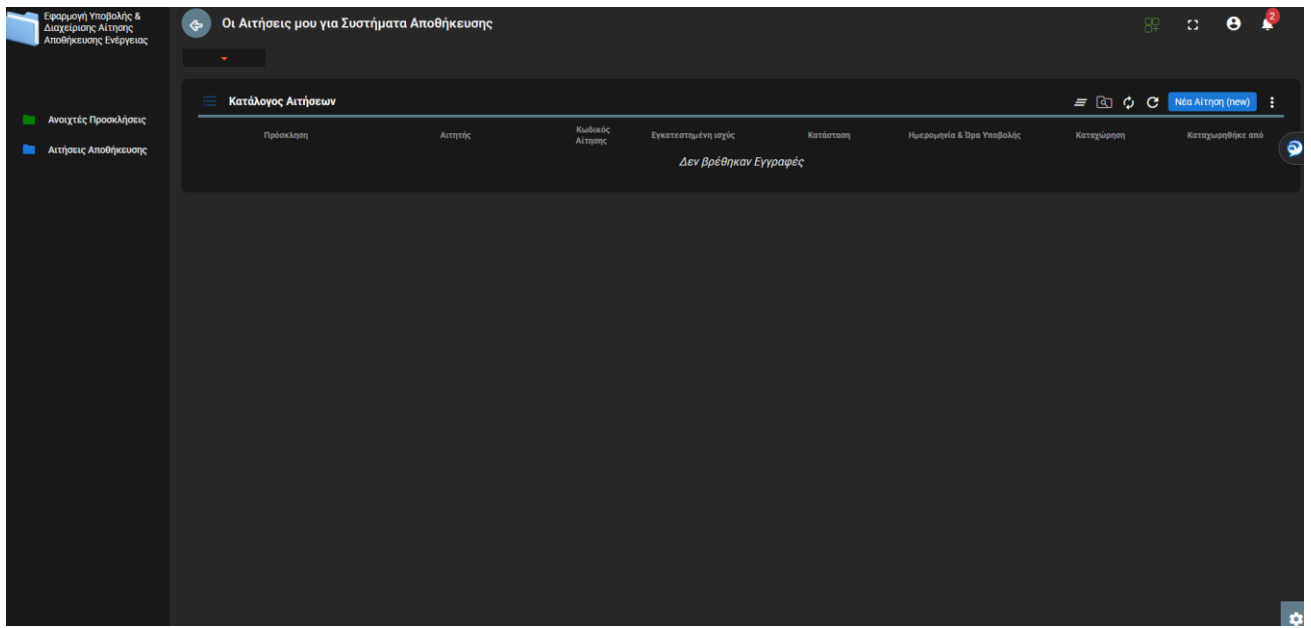 Εφαρμογή Υποβολής &
Διαχείρισης Αίτησης
Αποθήκευσης Ενέργειας
Οι Αιτήσεις μου για Συστήματα Αποθήκευσης
2
Ανοιχτές Προσκλήσεις
Αιτήσεις Αποθήκευσης
Κατάλογος Αιτήσεων
Νέα Αίτηση (new)
Πρόσκληση Αιτητής Κωδικός Αίτησης Εγκατεστημένη ισχύς Κατάσταση Ημερομηνία & Ώρα Υποβολής Καταχώρηση Καταχωρηθηκε από
Δεν βρέθηκαν Εγγραφές